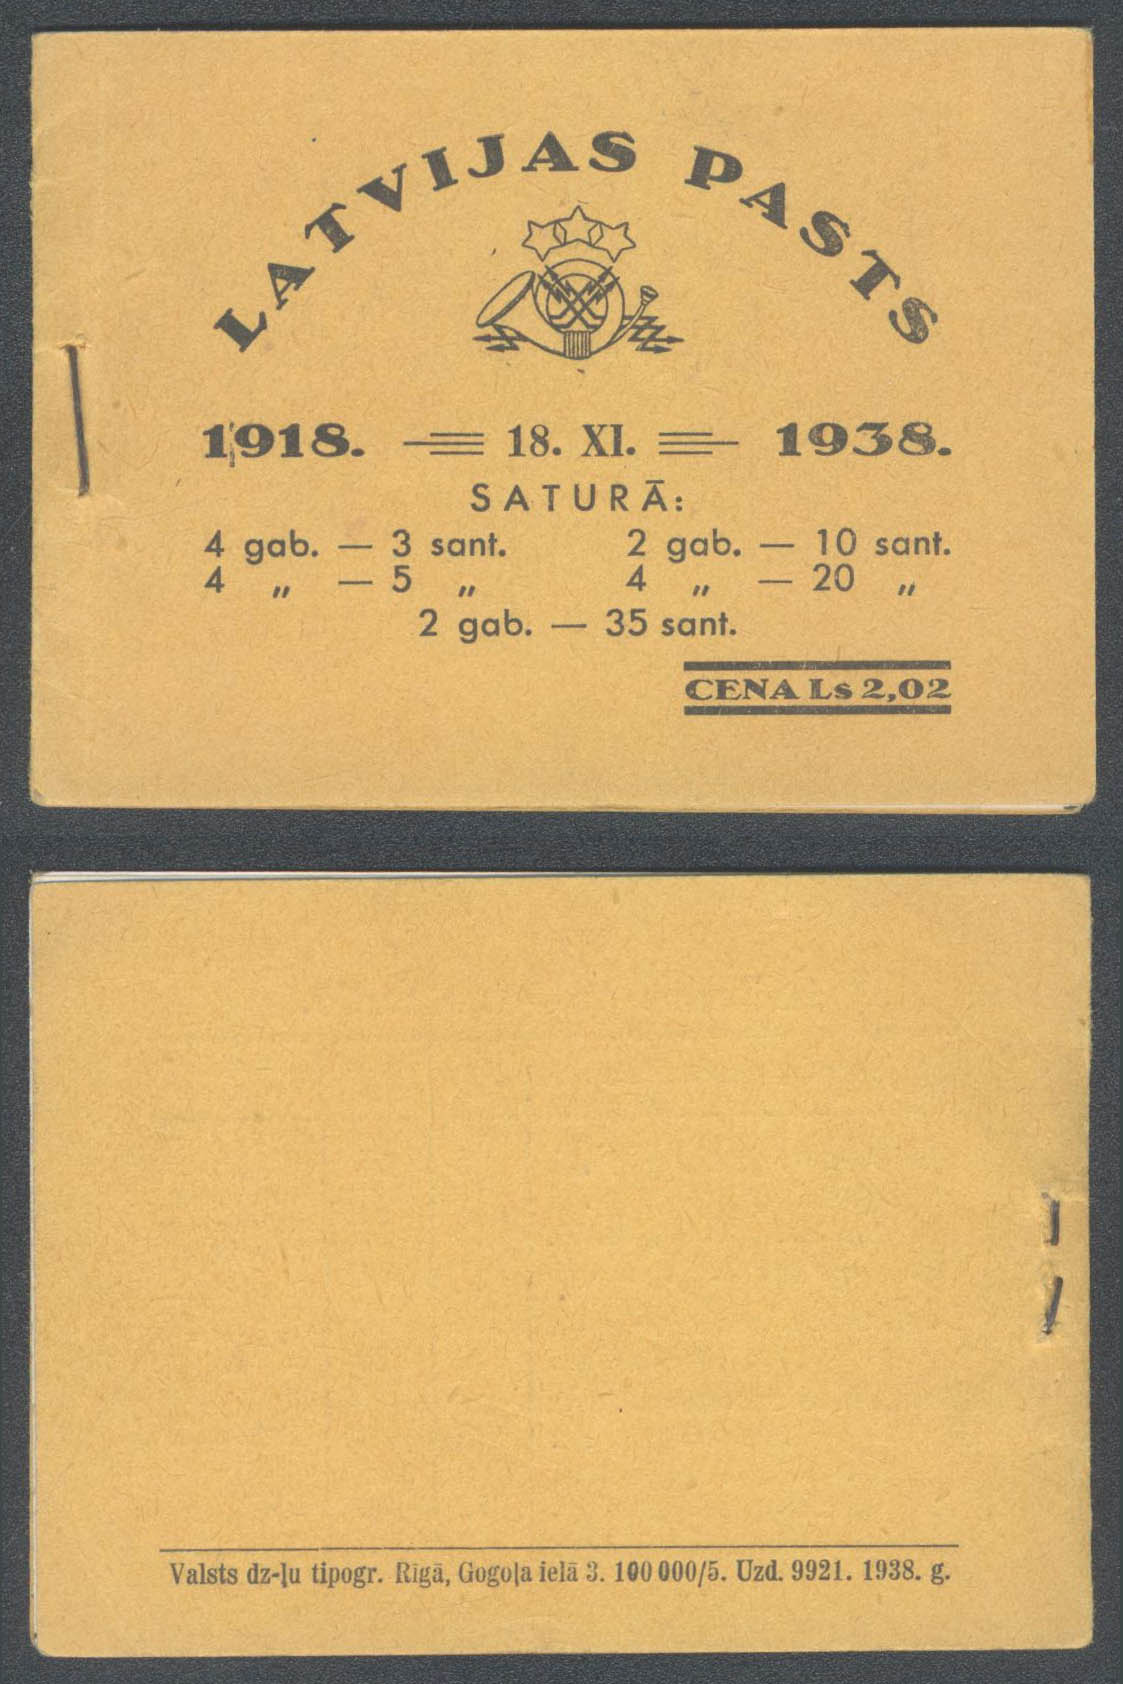 LATVIJAS PASTS
1918. 18. XI. 1938.
SATURĀ:
4 gab. — 3 sant. 2 gab. — 10 sant.
4 „ — 5 „ 4 „ — 20 „
2 gab. — 35 sant.
CENA Ls 2,02
Valsts dz-ļu tipogr. Rīgā, Gogoļa ielā 3. 100 000/5. Uzd. 9921. 1938. g.